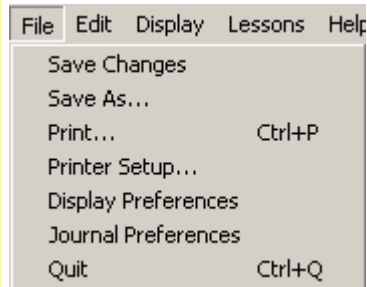 File Edit Display Lessons Help
Save Changes
Save As...
Print... Ctrl+P
Printer Setup...
Display Preferences
Journal Preferences
Quit Ctrl+Q